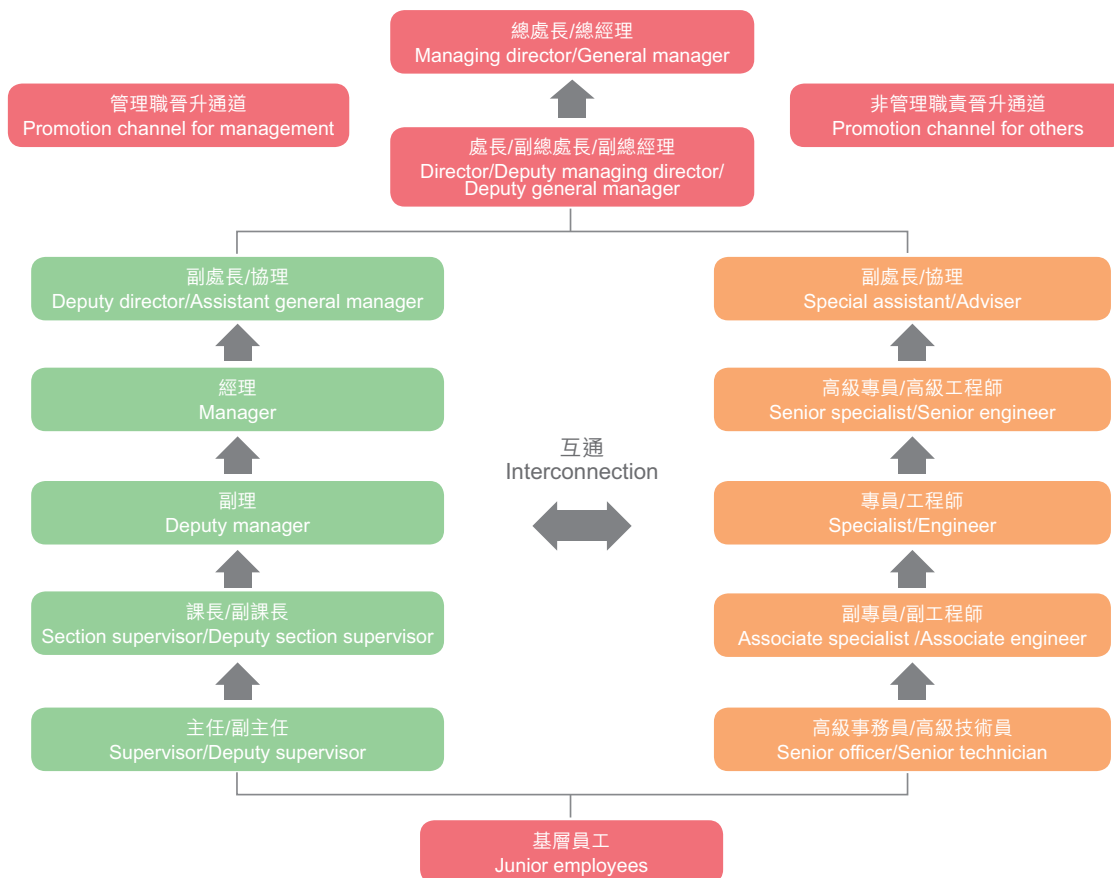 總處長/總經理
Managing director/General manager
管理職晉升通道
Promotion channel for management
非管理職責晉升通道
Promotion channel for others
處長/副總處長/副總經理
Director/Deputy managing director/
Deputy general manager
副處長/協理
Deputy director/Assistant general manager
副處長/協理
Special assistant/Adviser
經理
Manager
高級專員/高級工程師
Senior specialist/Senior engineer
互通
Interconnection
副理
Deputy manager
專員/工程師
Specialist/Engineer
課長/副課長
Section supervisor/Deputy section supervisor
副專員/副工程師
Associate specialist /Associate engineer
主任/副主任
Supervisor/Deputy supervisor
高級事務員/高級技術員
Senior officer/Senior technician
基層員工
Junior employees